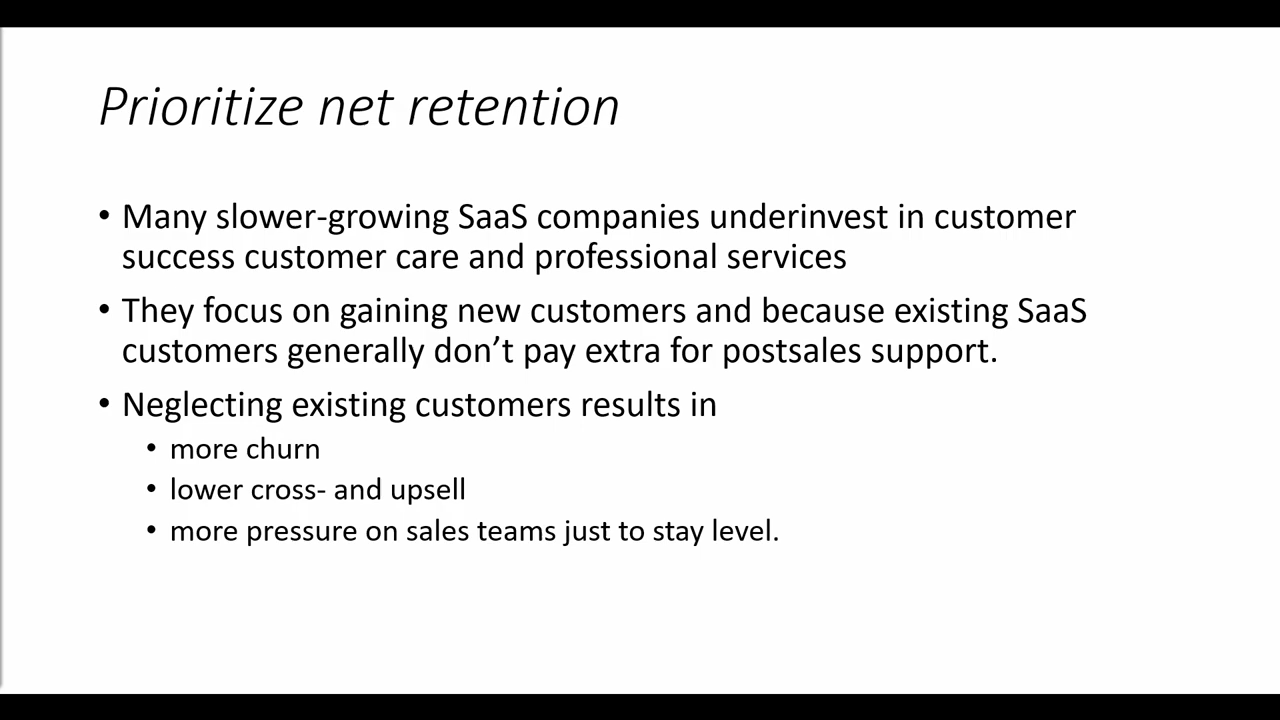 Prioritize net retention
• Many slower-growing SaaS companies underinvest in customer
success customer care and professional services
• They focus on gaining new customers and because existing SaaS
customers generally don’t pay extra for postsales support.
• Neglecting existing customers results in
• more churn
• lower cross- and upsell
• more pressure on sales teams just to stay level.